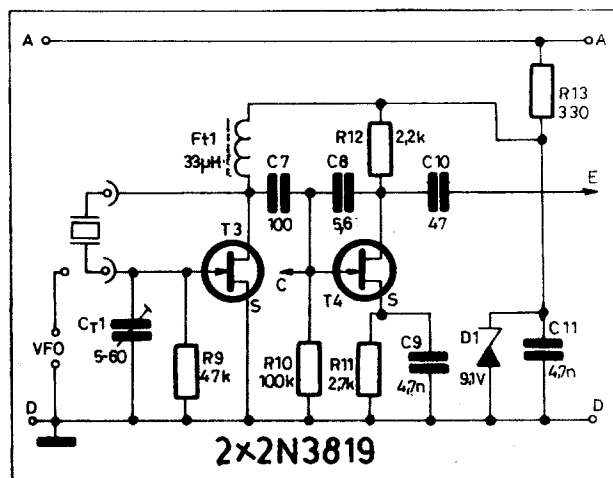 A
A
R13
330
Ft1
33µH
R12
2,2k
C7
C8
C10
E
100
5,6
47
T3
C
T4
S
S
CT1
5-60
VFO
R9
47k
R10
100k
R11
2,7k
C9
4,7n
D1
9,1V
C11
4,7n
D
D
2×2N3819